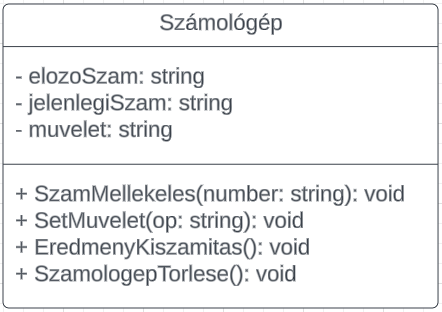 Számológép
- elozoSzam: string
- jelenlegiSzam: string
- muvelet: string
+ SzamMellekeles(number: string): void
+ SetMuvelet(op: string): void
+ EredmenyKiszamitas(): void
+ SzamologepTorlese(): void